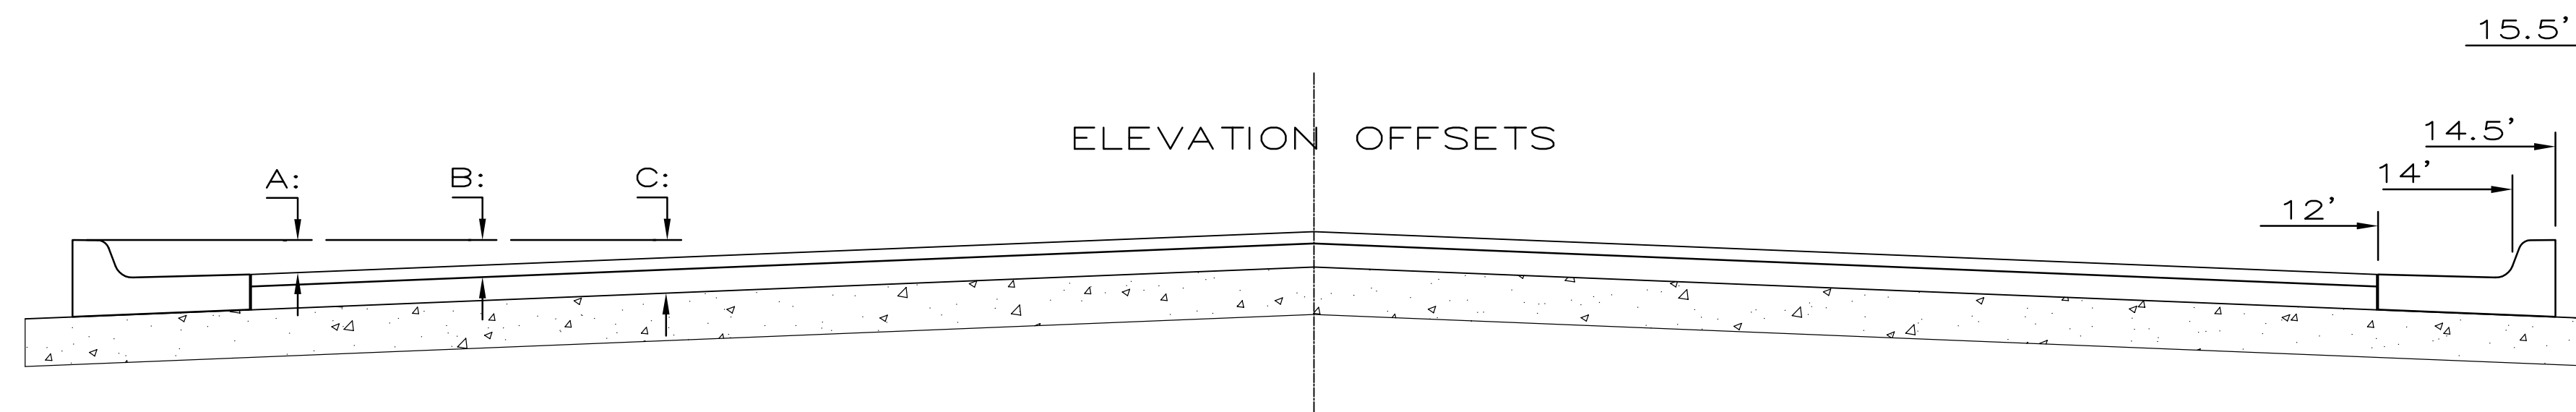 15.5’
ELEVATION OFFSETS
14.5’
14’
A: B: C:
12’